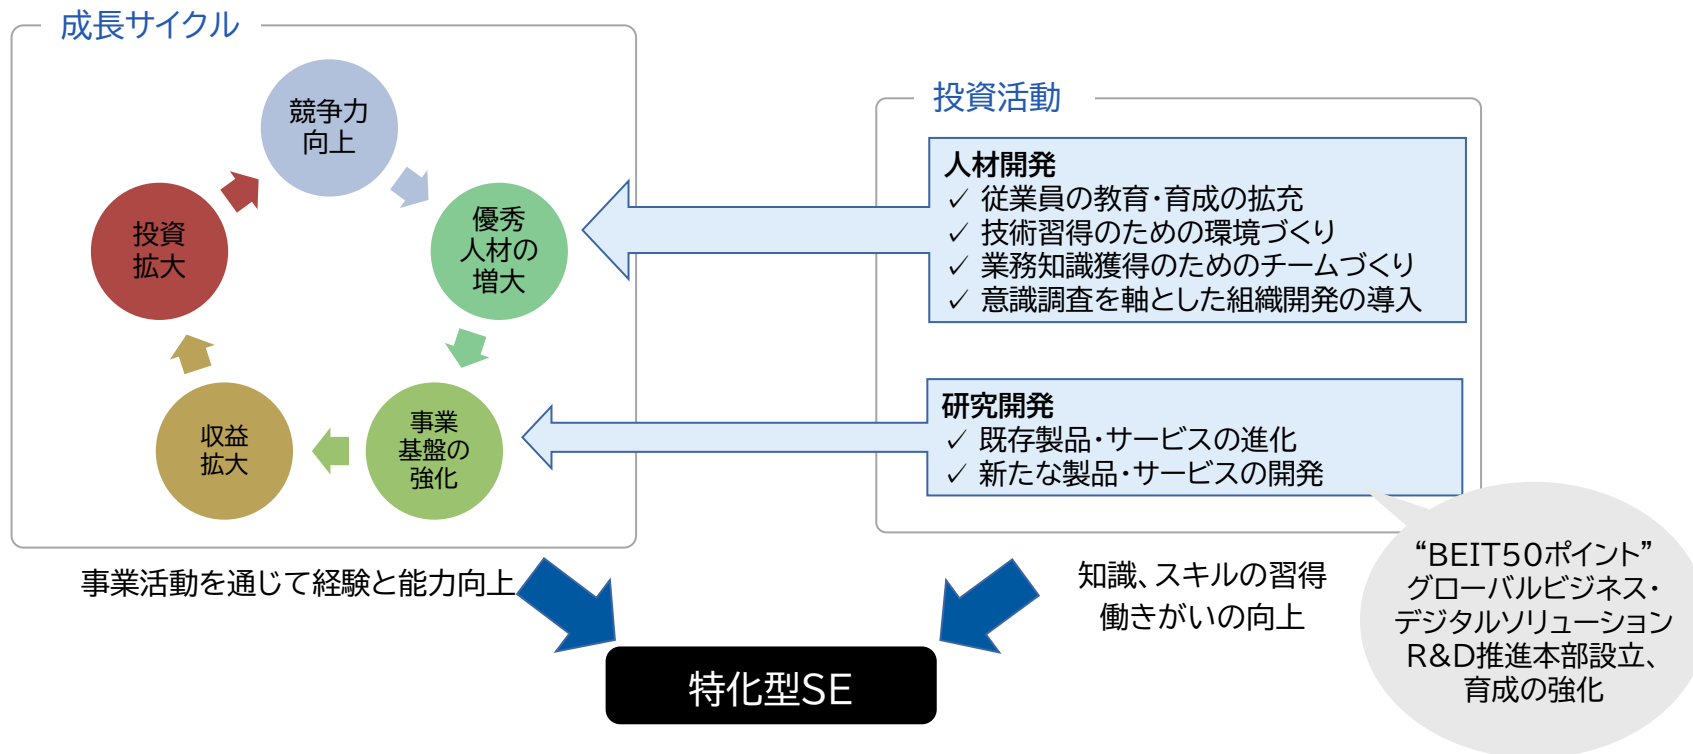 成長サイクル
競争力
向上
優秀
人材の
増大
事業
基盤の
強化
収益
拡大
投資
拡大
投資活動
人材開発
✓ 従業員の教育・育成の拡充
✓ 技術習得のための環境づくり
✓ 業務知識獲得のためのチームづくり
✓ 意識調査を軸とした組織開発の導入
研究開発
✓ 既存製品・サービスの進化
✓ 新たな製品・サービスの開発
“BEIT50ポイント”
グローバルビジネス・
デジタルソリューション
R&D推進本部設立、
育成の強化
事業活動を通じて経験と能力向上
知識、スキルの習得
働きがいの向上
特化型SE